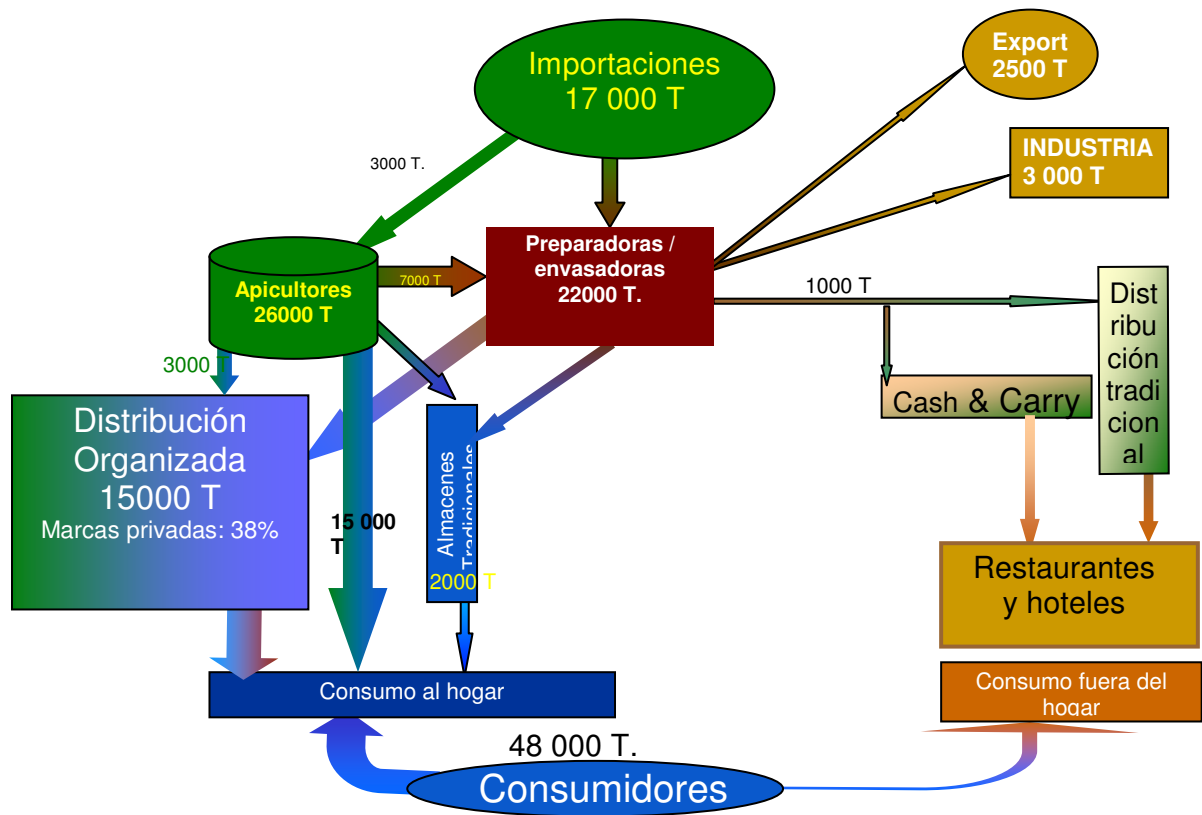 Importaciones
17 000 T
Export
2500 T
INDUSTRIA
3 000 T
3000 T.
Preparadoras /
envasadoras
22000 T.
7000 T
Apicultores
26000 T
1000 T
Dist
ribu
ción
tradi
cion
al
3000 T
Cash & Carry
Distribución
Organizada
15000 T
Marcas privadas: 38%
15 000
T
Almacenes
Tradicionales
2000 T
Restaurantes
y hoteles
Consumo al hogar
Consumo fuera del
hogar
48 000 T.
Consumidores